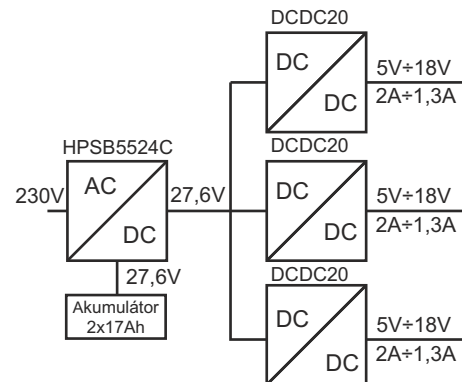 DCDC20
DC
DC
5V÷18V
2A÷1,3A
HPSB5524C
230V
AC
DC
27,6V
27,6V
Akumulátor
2x17Ah
DCDC20
DC
DC
5V÷18V
2A÷1,3A
DCDC20
DC
DC
5V÷18V
2A÷1,3A